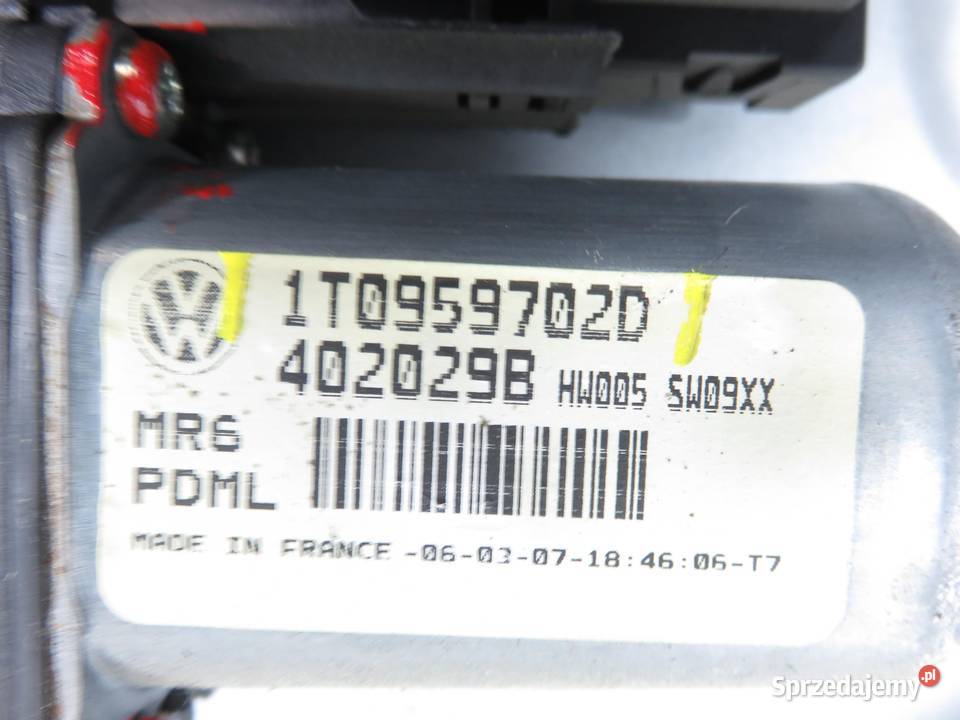 1T0959702D
402029B HW005 SW09XX
MR6
PDML
MADE IN FRANCE -06-03-07-18:46:06-T7
Sprzedajemy.pl